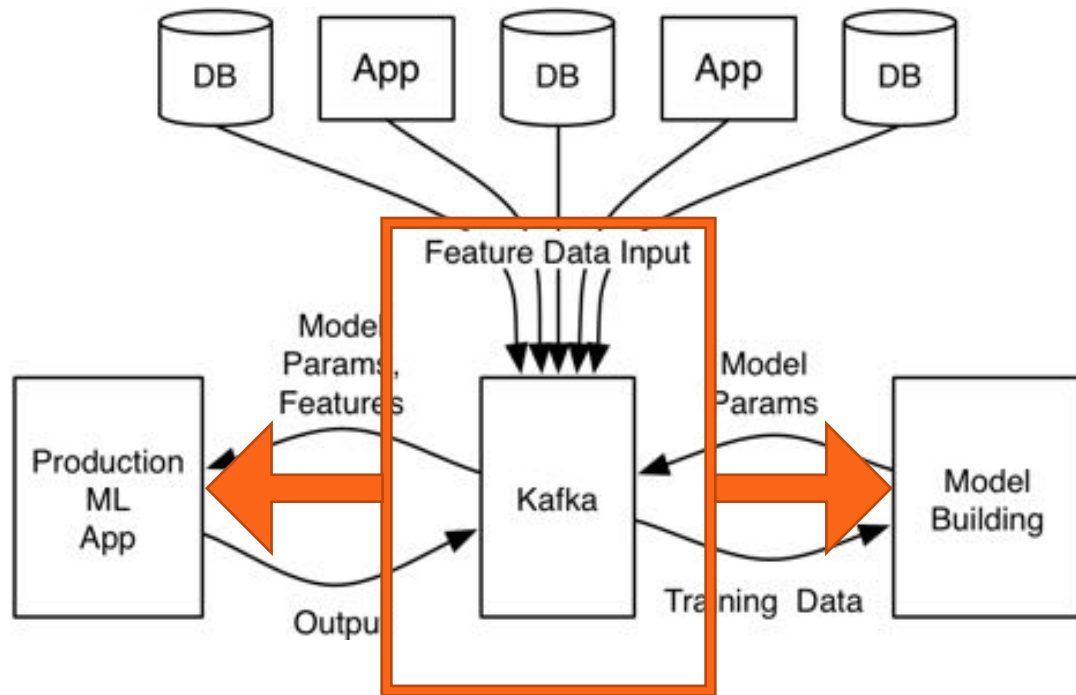 DB
App
DB
App
DB
Feature Data Input
Model
Params,
Features
Model
Params
Production
ML
App
Kafka
Model
Building
Output
Training Data